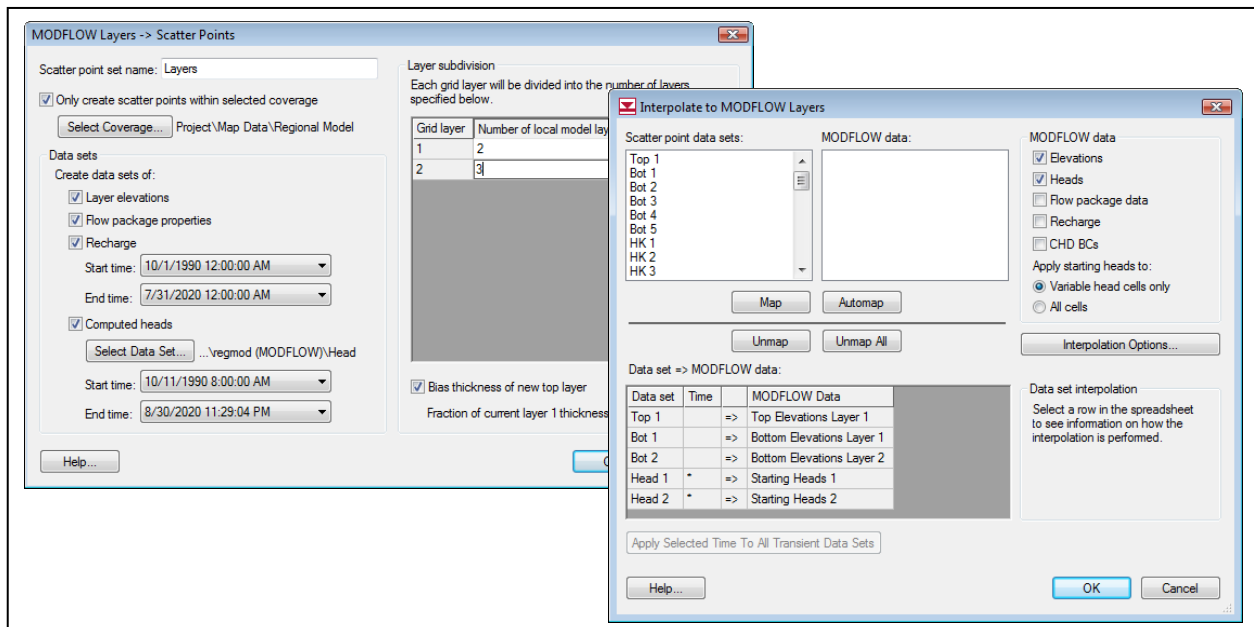 MODFLOW Layers -> Scatter Points
Scatter point set name: Layers
Only create scatter points within selected coverage
Select Coverage... Project\Map Data\Regional Model
Data sets
Create data sets of:
Layer elevations
Flow package properties
Recharge
Start time: 10/1/1990 12:00:00 AM
End time: 7/31/2020 12:00:00 AM
Computed heads
Select Data Set... ...\regmod (MODFLOW)\Head
Start time: 10/11/1990 8:00:00 AM
End time: 8/30/2020 11:29:04 PM
Help...
Layer subdivision
Each grid layer will be divided into the number of layers
specified below.
Grid layer Number of local model lay
1 2
2 3
Bias thickness of new top layer
Fraction of current layer 1 thickness
Interpolate to MODFLOW Layers
Scatter point data sets:
Top 1
Bot 1
Bot 2
Bot 3
Bot 4
Bot 5
HK 1
HK 2
HK 3
MODFLOW data:
Map Automap
Unmap Unmap All
Data set => MODFLOW data:
Data set Time MODFLOW Data
Top 1 => Top Elevations Layer 1
Bot 1 => Bottom Elevations Layer 1
Bot 2 => Bottom Elevations Layer 2
Head 1 * => Starting Heads 1
Head 2 * => Starting Heads 2
Apply Selected Time To All Transient Data Sets
MODFLOW data
Elevations
Heads
Flow package data
Recharge
CHD BCs
Apply starting heads to:
Variable head cells only
All cells
Interpolation Options...
Data set interpolation
Select a row in the spreadsheet
to see information on how the
interpolation is performed.
Help... OK Cancel